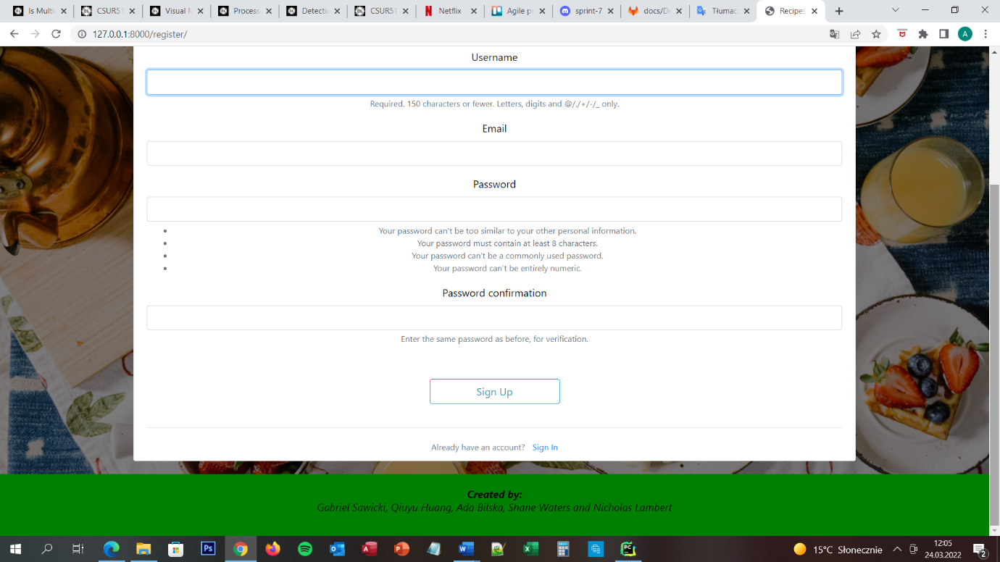 Is Multi
CSUR51
Visual M
Process
Detectic
CSUR51
Netflix
Agile pr
sprint-7
docs/De
Tłumac
Recipes
127.0.0.1:8000/register/
A
Username
Required. 150 characters or fewer. Letters, digits and @/./+/-/_ only.
Email
Password
Your password can't be too similar to your other personal information.
Your password must contain at least 8 characters.
Your password can't be a commonly used password.
Your password can't be entirely numeric.
Password confirmation
Enter the same password as before, for verification.
Sign Up
Already have an account? Sign In
Created by:
Gabriel Sawicki, Qiuyu Huang, Ada Bilska, Shane Waters and Nicholas Lambert
15°C Słonecznie
12:05
24.03.2022
2